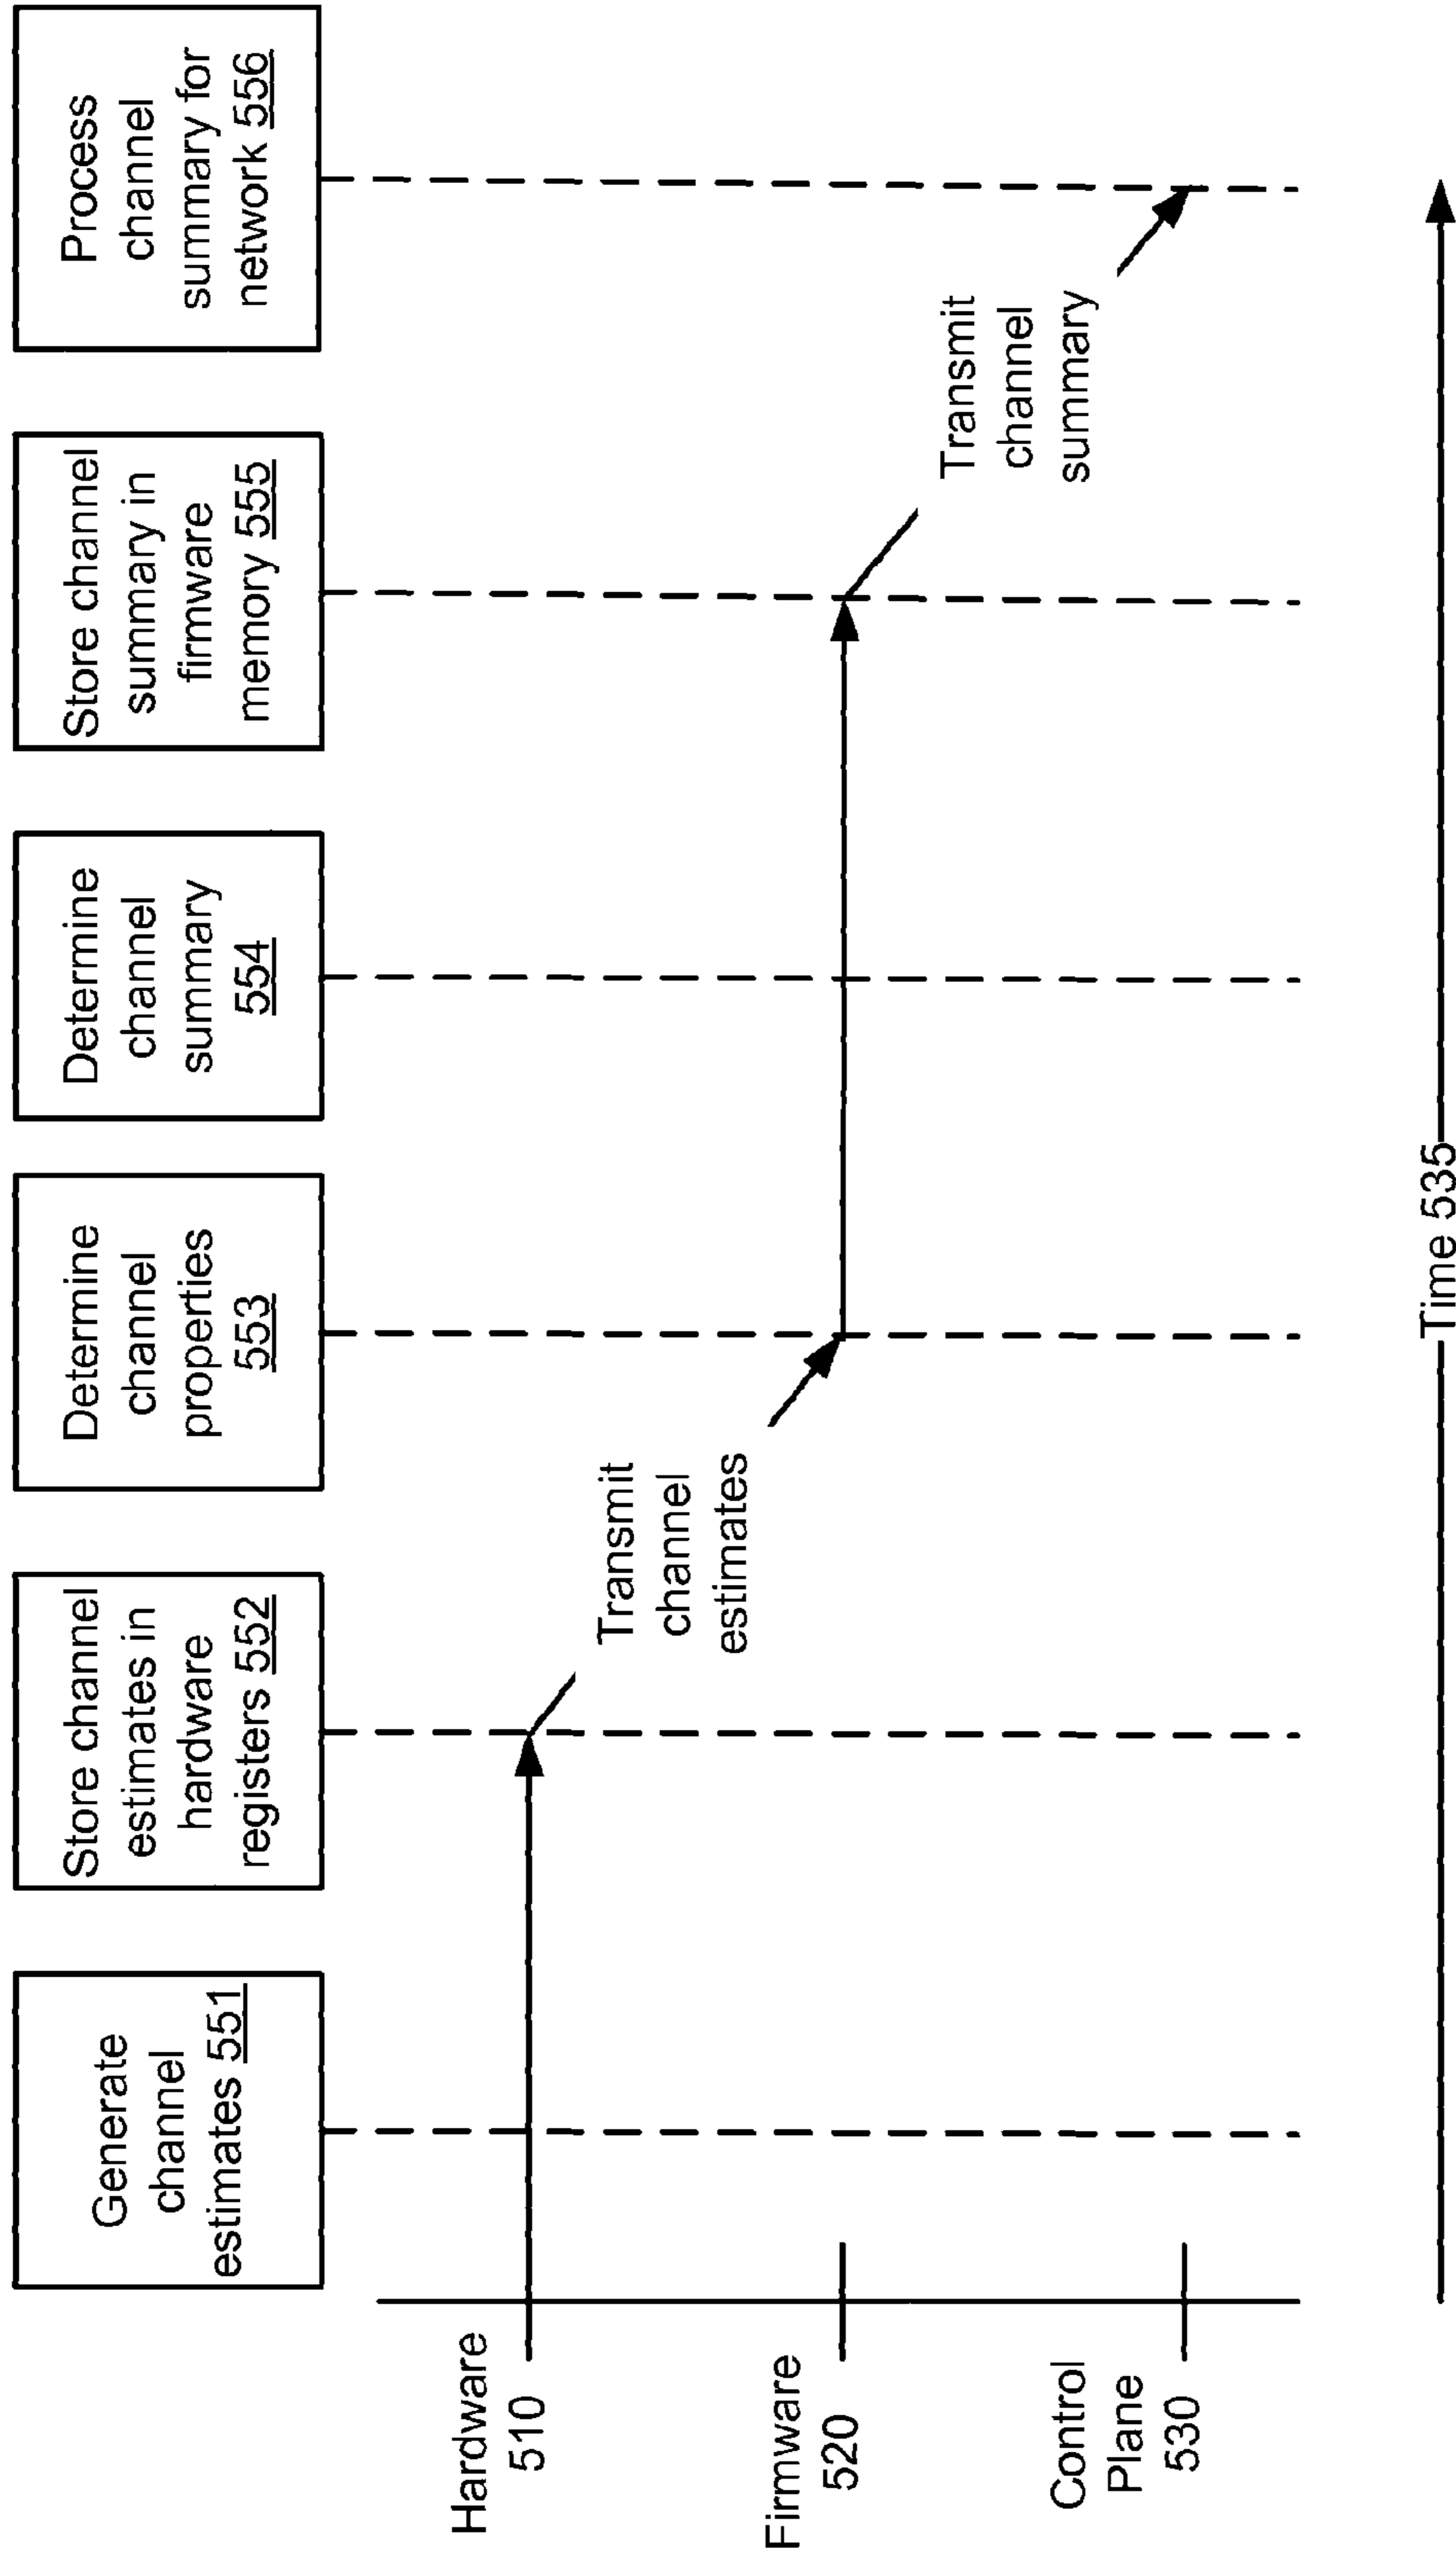 Generate
channel
estimates 551
Store channel
estimates in
hardware
registers 552
Determine
channel
properties
553
Determine
channel
summary
554
Store channel
summary in
firmware
memory 555
Process
channel
summary for
network 556
Hardware
510
Transmit
channel
estimates
Firmware
520
Transmit
channel
summary
Control
Plane
530
Time 535